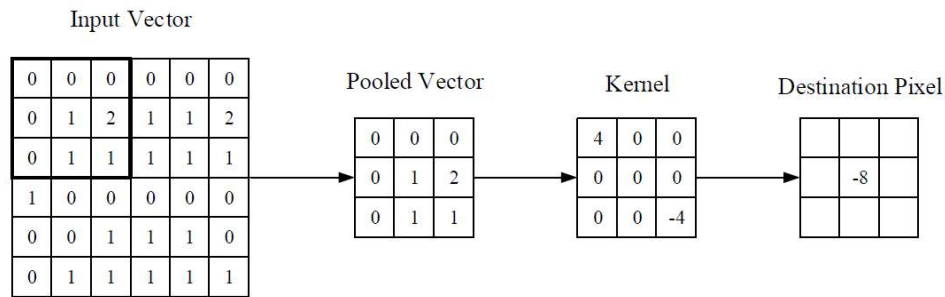 Input Vector
Pooled Vector
Kernel
Destination Pixel
0 0 0 0 0 0
0 1 2 1 1 2
0 1 1 1 1 1
1 0 0 0 0 0
0 0 1 1 1 0
0 1 1 1 1 1
0 0 0
0 1 2
0 1 1
4 0 0
0 0 0
0 0 -4
-8